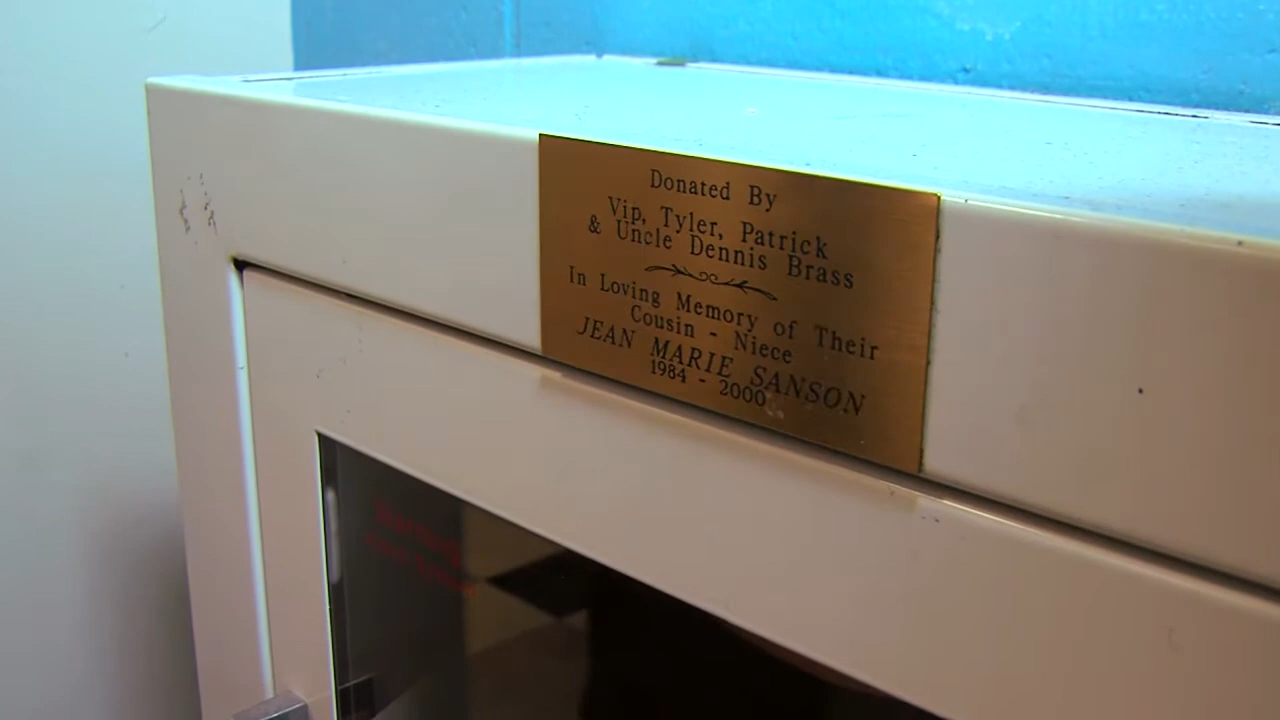 Donated By
Vip, Tyler, Patrick
& Uncle Dennis Brass
In Loving Memory of Their
Cousin - Niece
JEAN MARIE SANSON
1984 - 2000